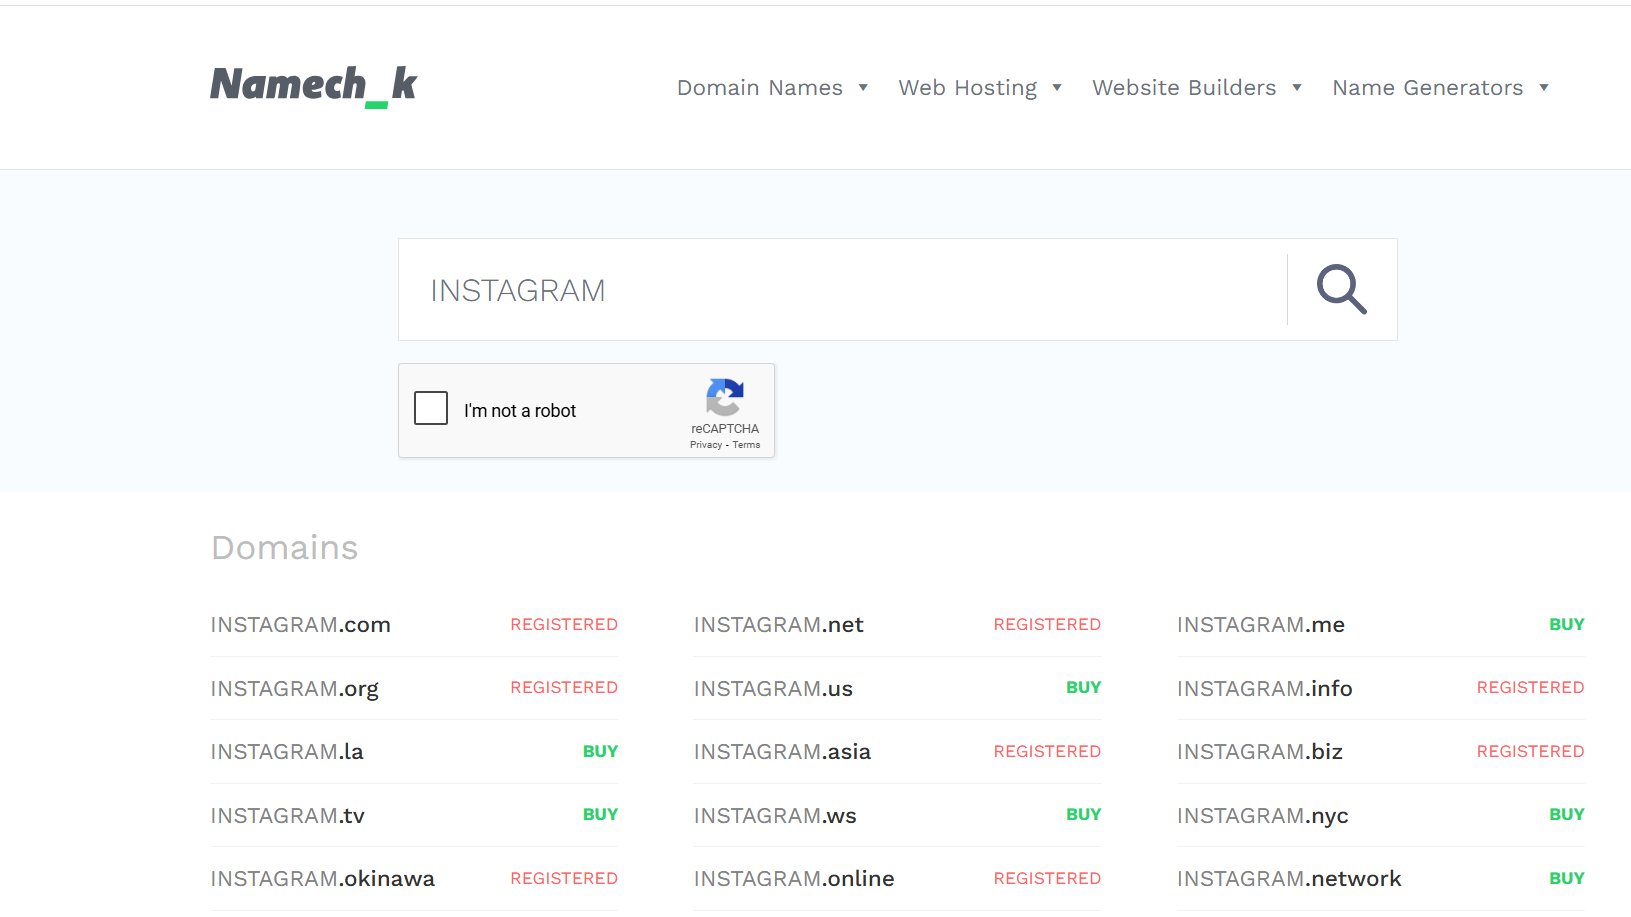 Namech_k
Domain Names ▼ Web Hosting ▼ Website Builders ▼ Name Generators ▼
INSTAGRAM
I'm not a robot
reCAPTCHA
Privacy - Terms
Domains
INSTAGRAM.com REGISTERED INSTAGRAM.net REGISTERED INSTAGRAM.me BUY
INSTAGRAM.org REGISTERED INSTAGRAM.us BUY INSTAGRAM.info REGISTERED
INSTAGRAM.la BUY INSTAGRAM.asia REGISTERED INSTAGRAM.biz REGISTERED
INSTAGRAM.tv BUY INSTAGRAM.ws BUY INSTAGRAM.nyc BUY
INSTAGRAM.okinawa REGISTERED INSTAGRAM.online REGISTERED INSTAGRAM.network BUY